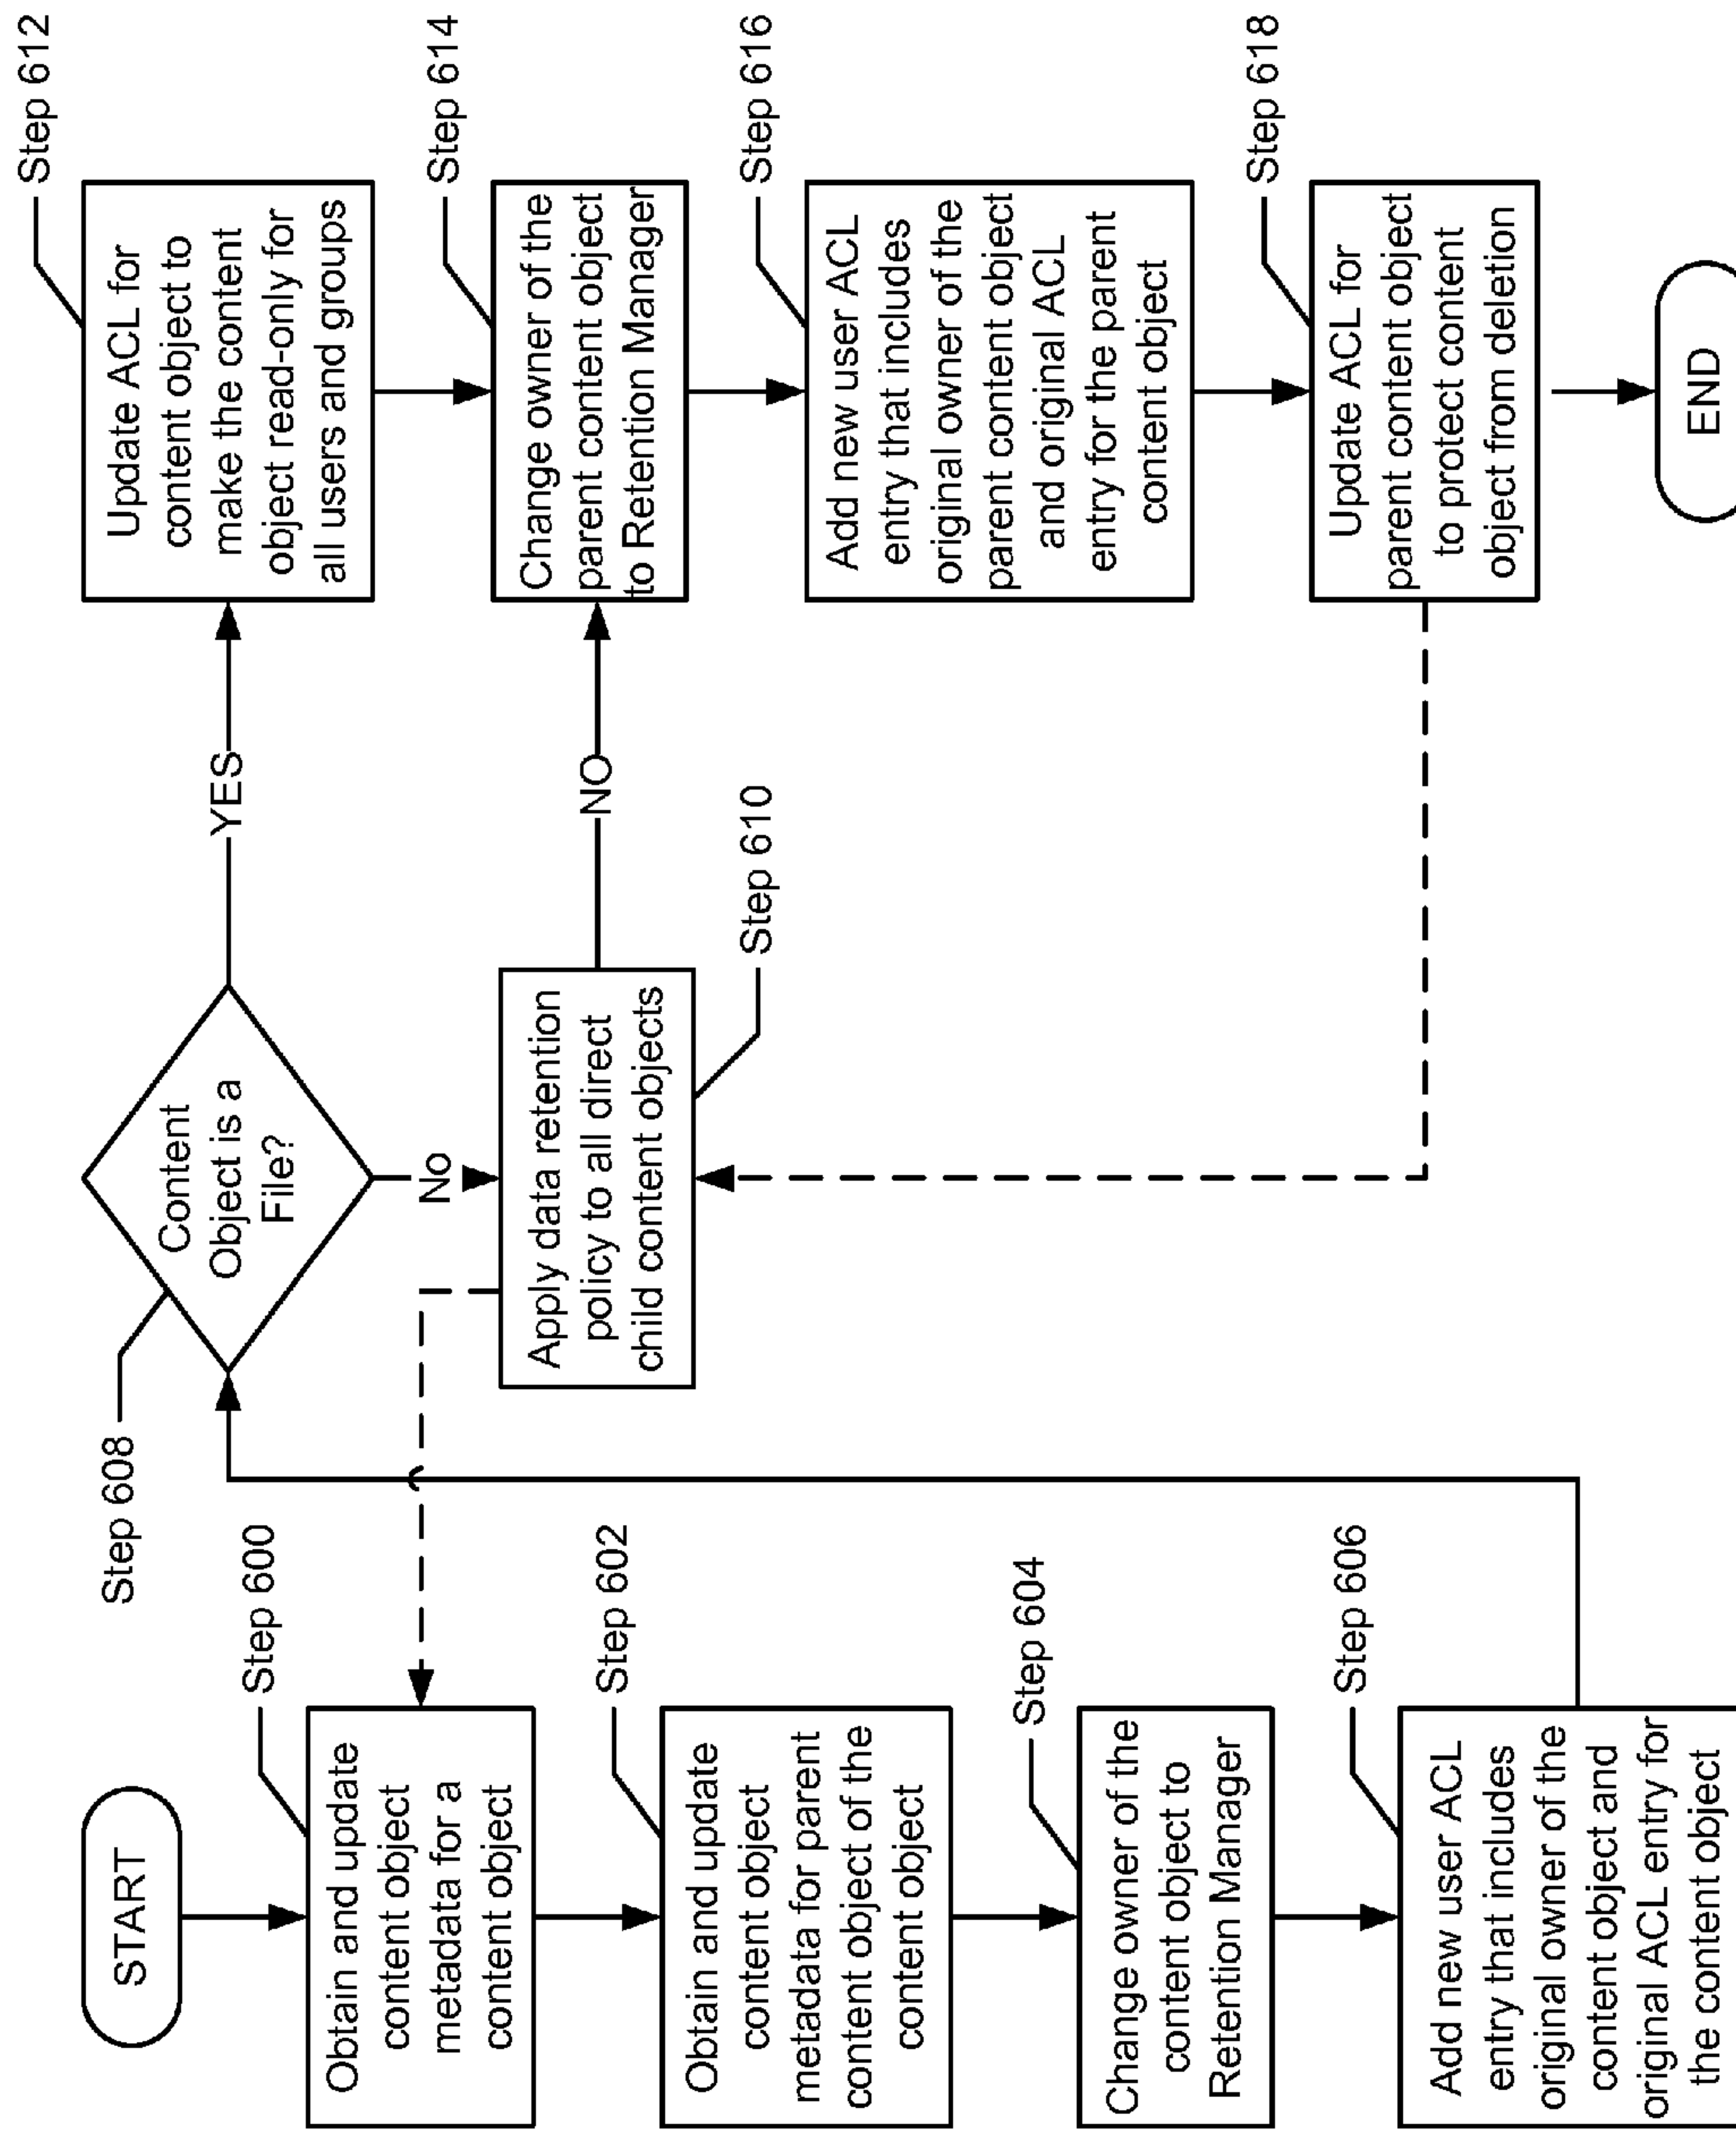 START
Step 600
Obtain and update
content object
metadata for a
content object
Step 602
Obtain and update
content object
metadata for parent
content object of the
content object
Step 604
Change owner of the
content object to
Retention Manager
Step 606
Add new user ACL
entry that includes
original owner of the
content object and
original ACL entry for
the content object
Step 608
Content
Object is a
File?
YES
No
Apply data retention
policy to all direct
child content objects
Step 610
NO
Step 612
Update ACL for
content object to
make the content
object read-only for
all users and groups
Step 614
Change owner of the
parent content object
to Retention Manager
Step 616
Add new user ACL
entry that includes
original owner of the
parent content object
and original ACL
entry for the parent
content object
Step 618
Update ACL for
parent content object
to protect content
object from deletion
END